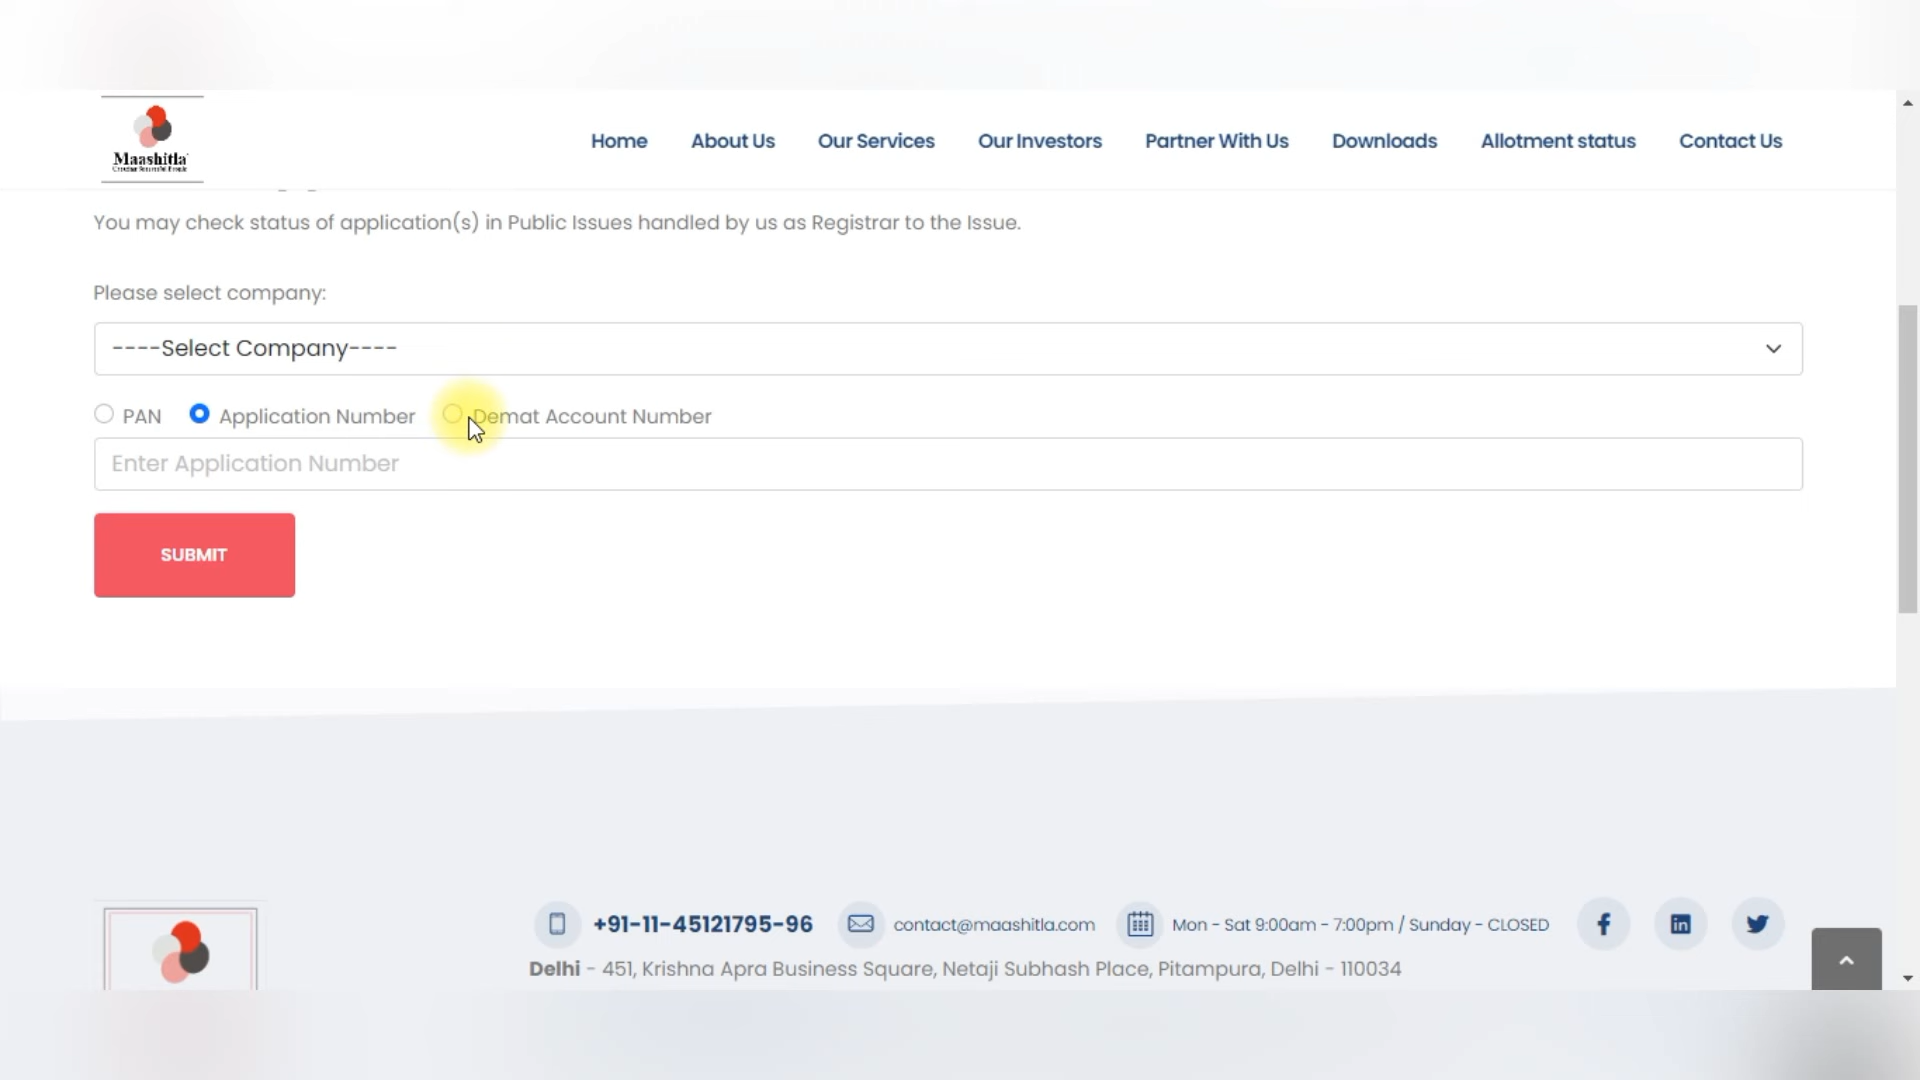 Maashitla
Home About Us Our Services Our Investors Partner With Us Downloads Allotment status Contact Us
You may check status of application(s) in Public Issues handled by us as Registrar to the Issue.
Please select company:
----Select Company----
PAN Application Number Demat Account Number
Enter Application Number
SUBMIT
+91-11-45121795-96 contact@maashitla.com Mon - Sat 9:00am - 7:00pm / Sunday - CLOSED
Delhi - 451, Krishna Apra Business Square, Netaji Subhash Place, Pitampura, Delhi - 110034